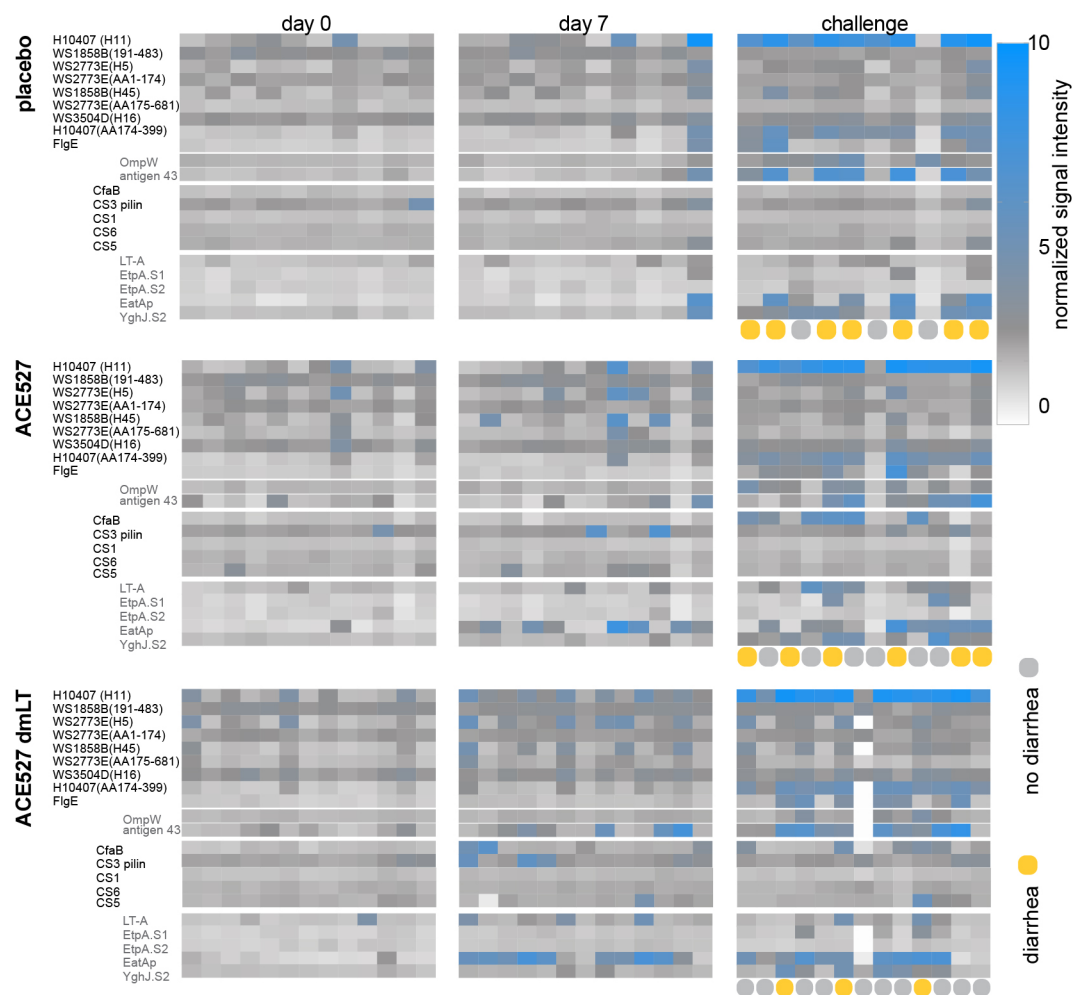 day 0 day 7 challenge
placebo
H10407 (H11)
WS1858B(191-483)
WS2773E(H5)
WS2773E(AA1-174)
WS1858B(H45)
WS2773E(AA175-681)
WS3504D(H16)
H10407(AA174-399)
FlgE
OmpW
antigen 43
CfaB
CS3 pilin
CS1
CS6
CS5
LT-A
EtpA.S1
EtpA.S2
EatAp
YghJ.S2
10
5
0
normalized signal intensity
ACE527
H10407 (H11)
WS1858B(191-483)
WS2773E(H5)
WS2773E(AA1-174)
WS1858B(H45)
WS2773E(AA175-681)
WS3504D(H16)
H10407(AA174-399)
FlgE
OmpW
antigen 43
CfaB
CS3 pilin
CS1
CS6
CS5
LT-A
EtpA.S1
EtpA.S2
EatAp
YghJ.S2
ACE527 dmLT
H10407 (H11)
WS1858B(191-483)
WS2773E(H5)
WS2773E(AA1-174)
WS1858B(H45)
WS2773E(AA175-681)
WS3504D(H16)
H10407(AA174-399)
FlgE
OmpW
antigen 43
CfaB
CS3 pilin
CS1
CS6
CS5
LT-A
EtpA.S1
EtpA.S2
EatAp
YghJ.S2
no diarrhea
diarrhea